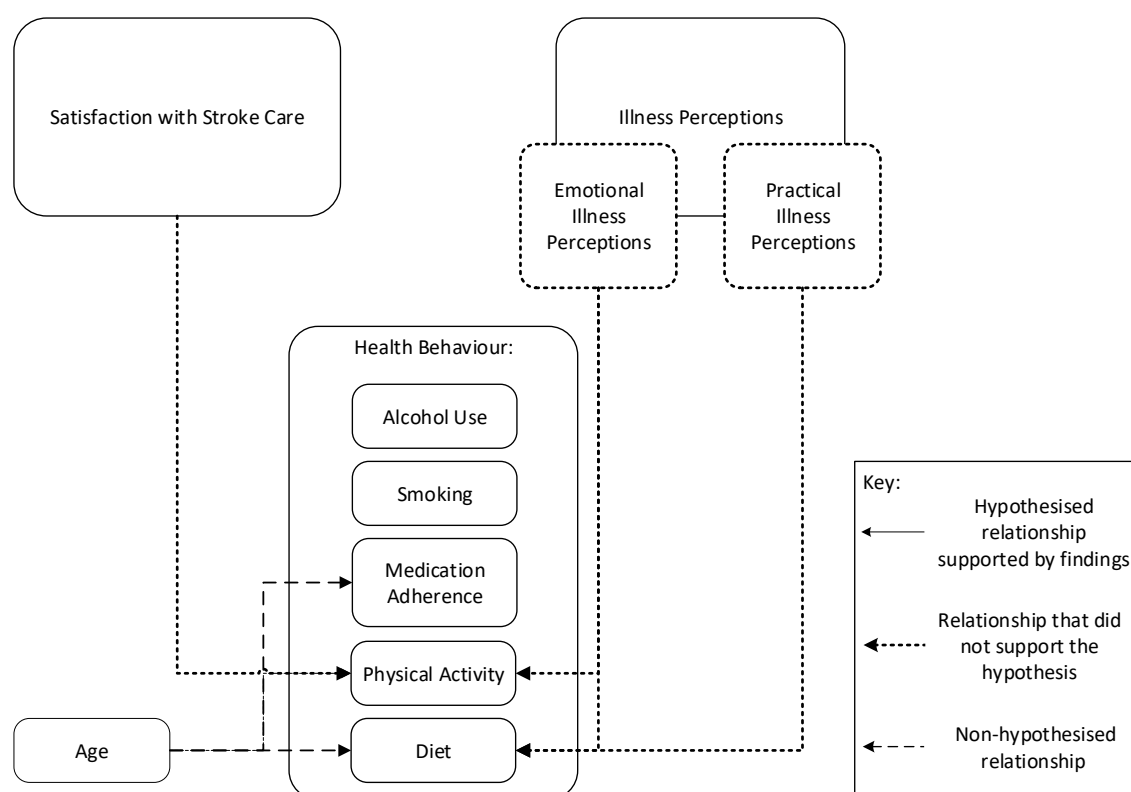 Satisfaction with Stroke Care
Illness Perceptions
Emotional
Illness
Perceptions
Practical
Illness
Perceptions
Health Behaviour:
Alcohol Use
Smoking
Medication
Adherence
Physical Activity
Diet
Age
Key:
Hypothesised
relationship
supported by findings
Relationship that did
not support the
hypothesis
Non-hypothesised
relationship